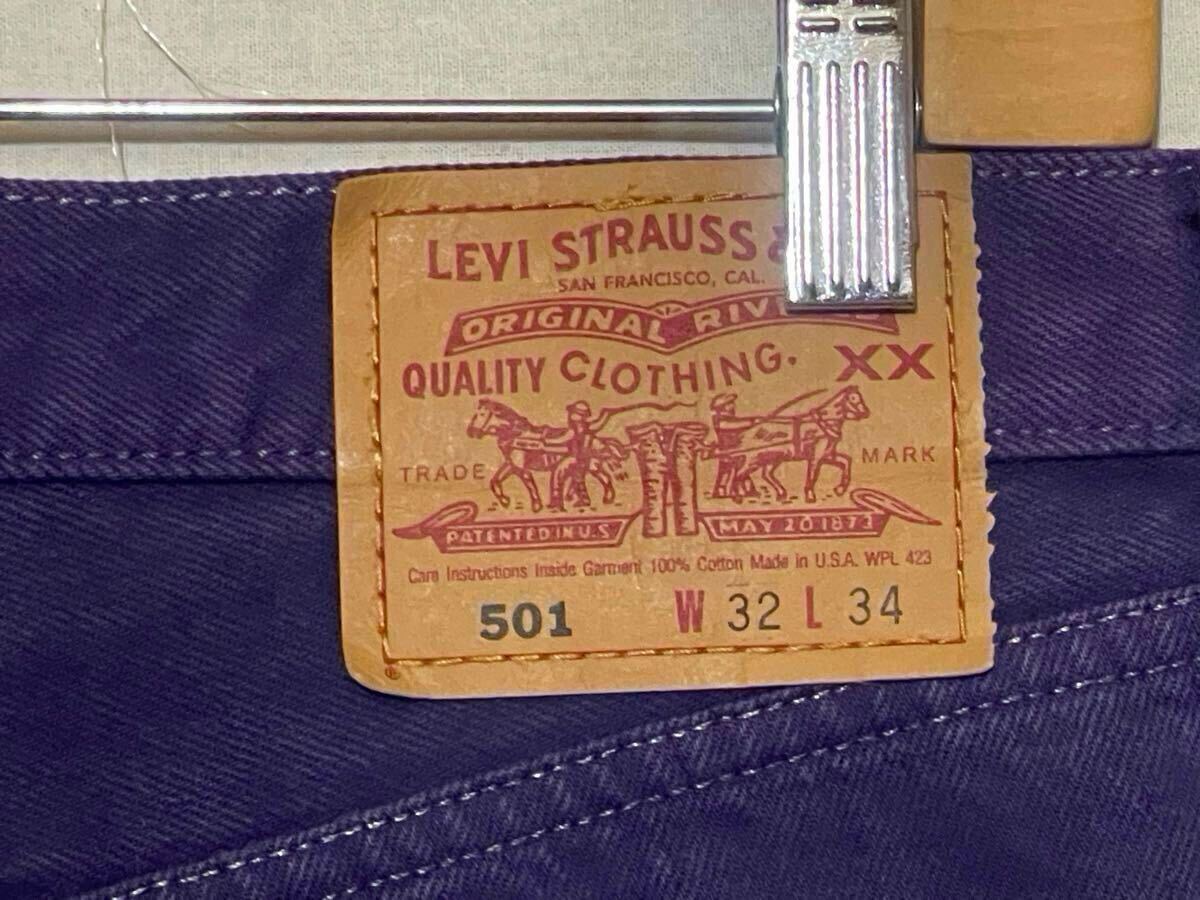 LEVI STRAUSS &
SAN FRANCISCO, CAL.
ORIGINAL
QUALITY CLOTHING.
XX
TRADE MARK
PATENTED IN U.S
MAY 20 1873
Care Instructions Inside Garment 100% Cotton Made in U.S.A. WPL 423
501 W 32 L 34